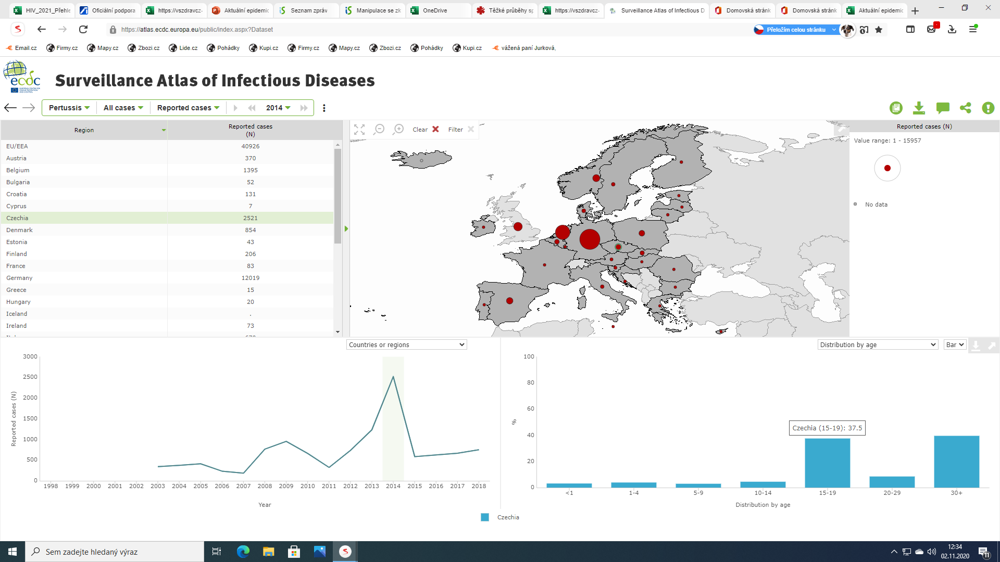 HIV_2021_Přehle
Oficiální podpora
https://vszdravcz-
Aktuální epidemic
Seznam zpráv
Manipulace se zk
OneDrive
Těžké průběhy sp
https://vszdravcz-
Surveillance Atlas of Infectious D
Domovská stránk
Domovská stránk
Aktuální epidemic
https://atlas.ecdc.europa.eu/public/index.aspx?Dataset
Přeložím celou stránku
Email.cz Firmy.cz Mapy.cz Zbozi.cz Lide.cz Pohádky Kupi.cz Firmy.cz Mapy.cz Zbozi.cz Pohádky Kupi.cz vážená paní Jurková,
ecdc
Surveillance Atlas of Infectious Diseases
Pertussis All cases Reported cases 2014
Region Reported cases
(N)
EU/EEA 40926
Austria 370
Belgium 1395
Bulgaria 52
Croatia 131
Cyprus 7
Czechia 2521
Denmark 854
Estonia 43
Finland 206
France 83
Germany 12019
Greece 15
Hungary 20
Iceland .
Ireland 73
Clear Filter
Reported cases (N)
Value range: 1 - 15957
No data
Countries or regions
3000
2500
2000
1500
1000
500
0
Reported cases (N)
1998 1999 2000 2001 2002 2003 2004 2005 2006 2007 2008 2009 2010 2011 2012 2013 2014 2015 2016 2017 2018
Year
Distribution by age Bar
100
80
60
40
20
0
%
Czechia (15-19): 37.5
<1 1-4 5-9 10-14 15-19 20-29 30+
Distribution by age
Czechia
Sem zadejte hledaný výraz
12:34
02.11.2020
11